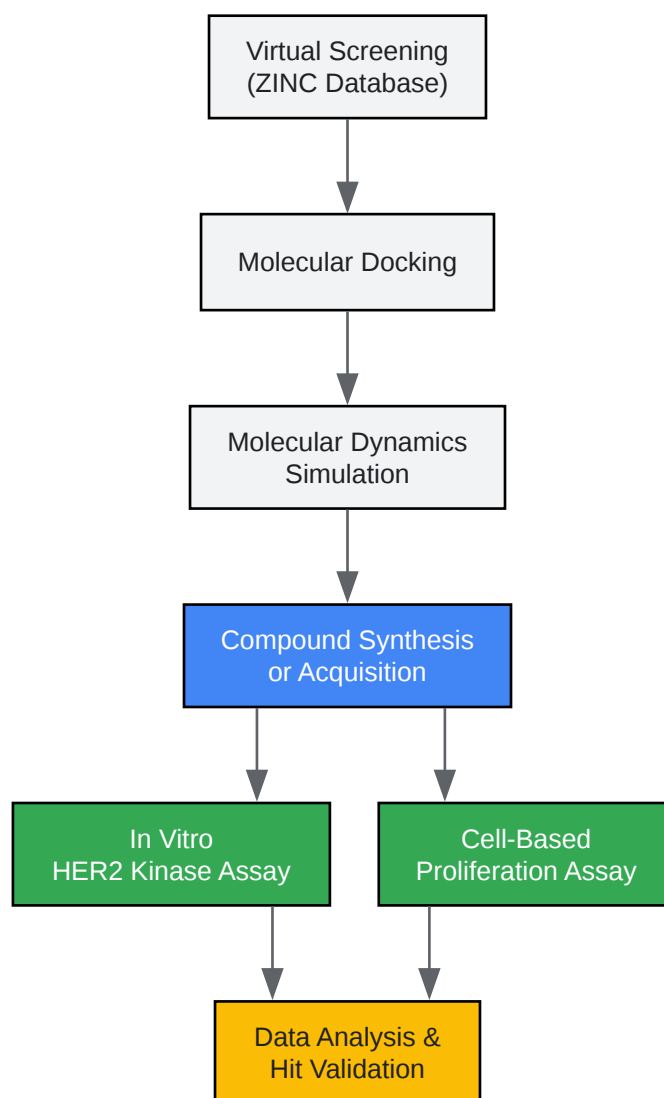 Virtual Screening
(ZINC Database)
Molecular Docking
Molecular Dynamics
Simulation
Compound Synthesis
or Acquisition
In Vitro
HER2 Kinase Assay
Cell-Based
Proliferation Assay
Data Analysis &
Hit Validation